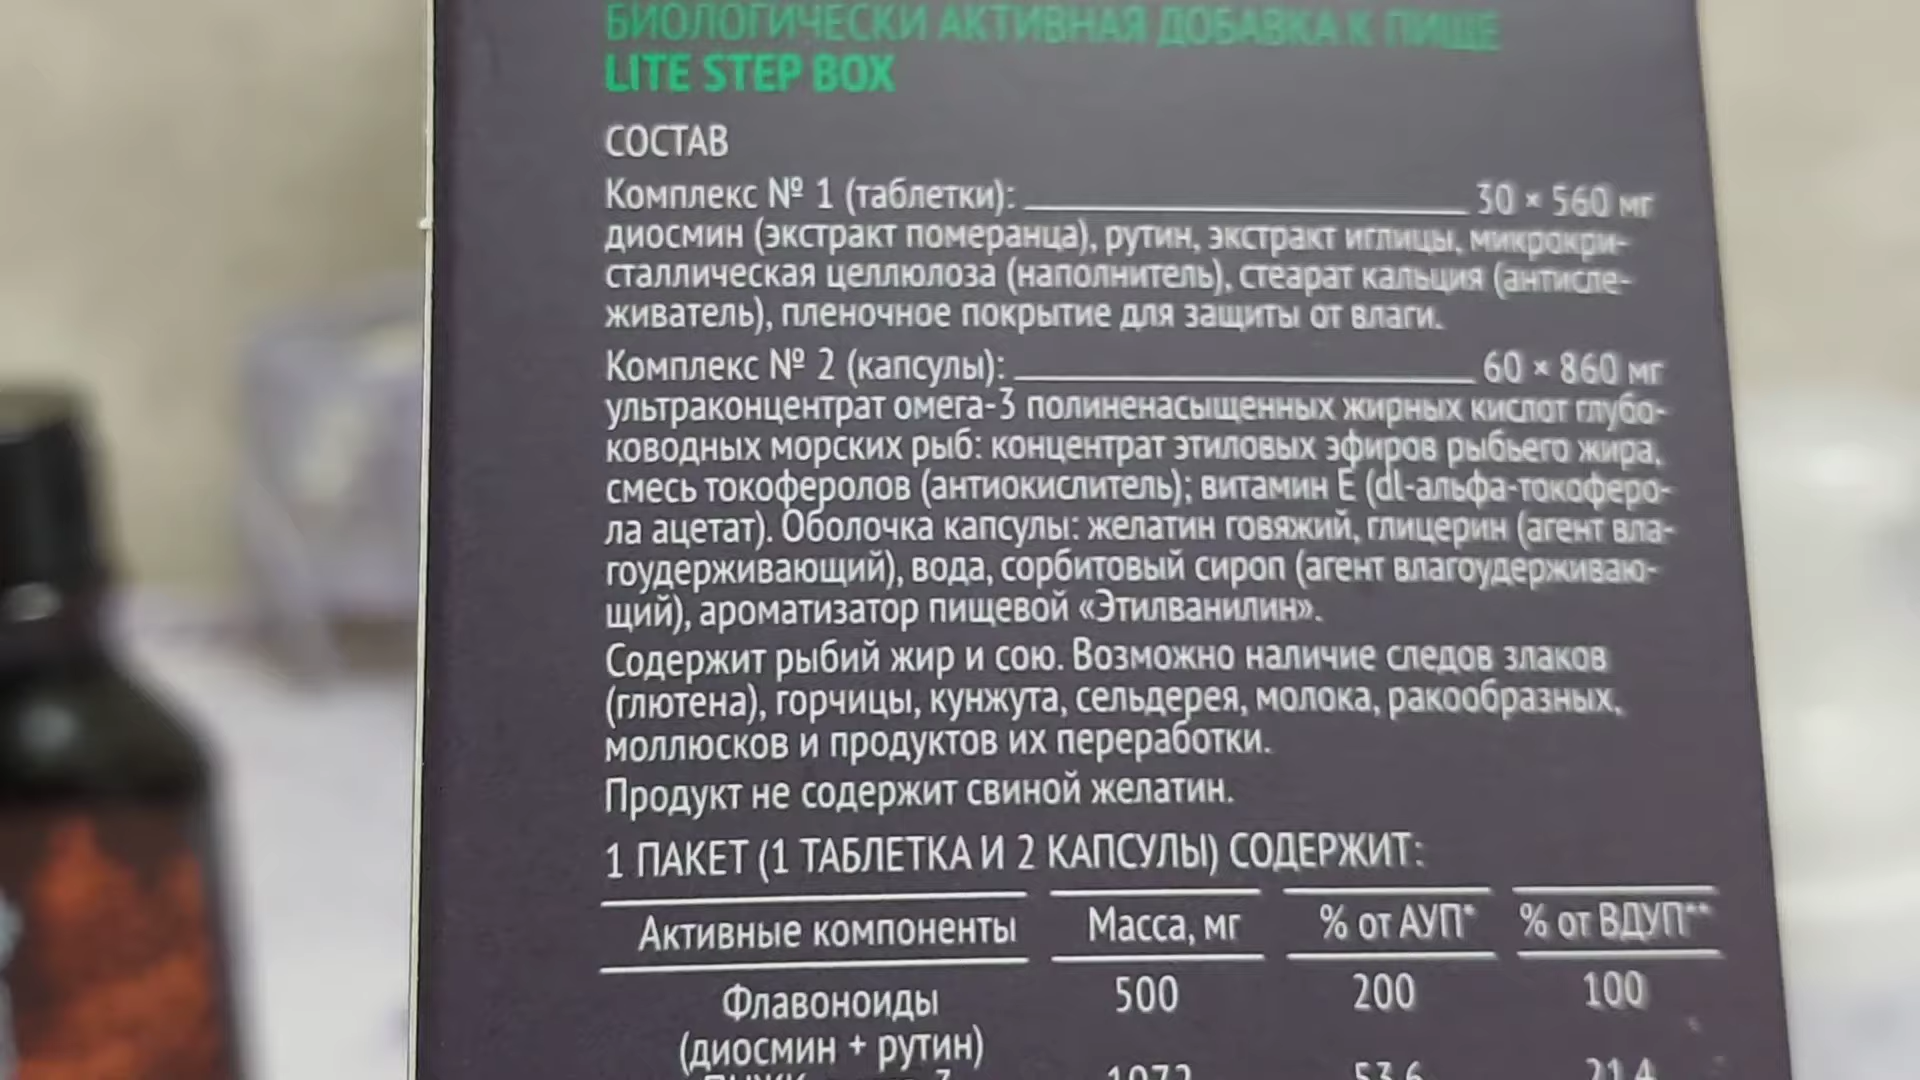 БИОЛОГИЧЕСКИ АКТИВНАЯ ДОБАВКА К ПИЩЕ
LITE STEP BOX
СОСТАВ
Комплекс № 1 (таблетки): 30 × 560 мг
диосмин (экстракт померанца), рутин, экстракт иглицы, микрокри-
сталлическая целлюлоза (наполнитель), стеарат кальция (антисле-
живатель), пленочное покрытие для защиты от влаги.
Комплекс № 2 (капсулы): 60 × 860 мг
ультраконцентрат омега-3 полиненасыщенных жирных кислот глубо-
ководных морских рыб: концентрат этиловых эфиров рыбьего жира,
смесь токоферолов (антиокислитель); витамин Е (dl-альфа-токоферо-
ла ацетат). Оболочка капсулы: желатин говяжий, глицерин (агент вла-
гоудерживающий), вода, сорбитовый сироп (агент влагоудерживаю-
щий), ароматизатор пищевой «Этилванилин».
Содержит рыбий жир и сою. Возможно наличие следов злаков
(глютена), горчицы, кунжута, сельдерея, молока, ракообразных,
моллюсков и продуктов их переработки.
Продукт не содержит свиной желатин.
1 ПАКЕТ (1 ТАБЛЕТКА И 2 КАПСУЛЫ) СОДЕРЖИТ:
Активные компоненты Масса, мг % от АУП* % от ВДУП**
Флавоноиды 500 200 100
(диосмин + рутин)
1072 53,6 21,4